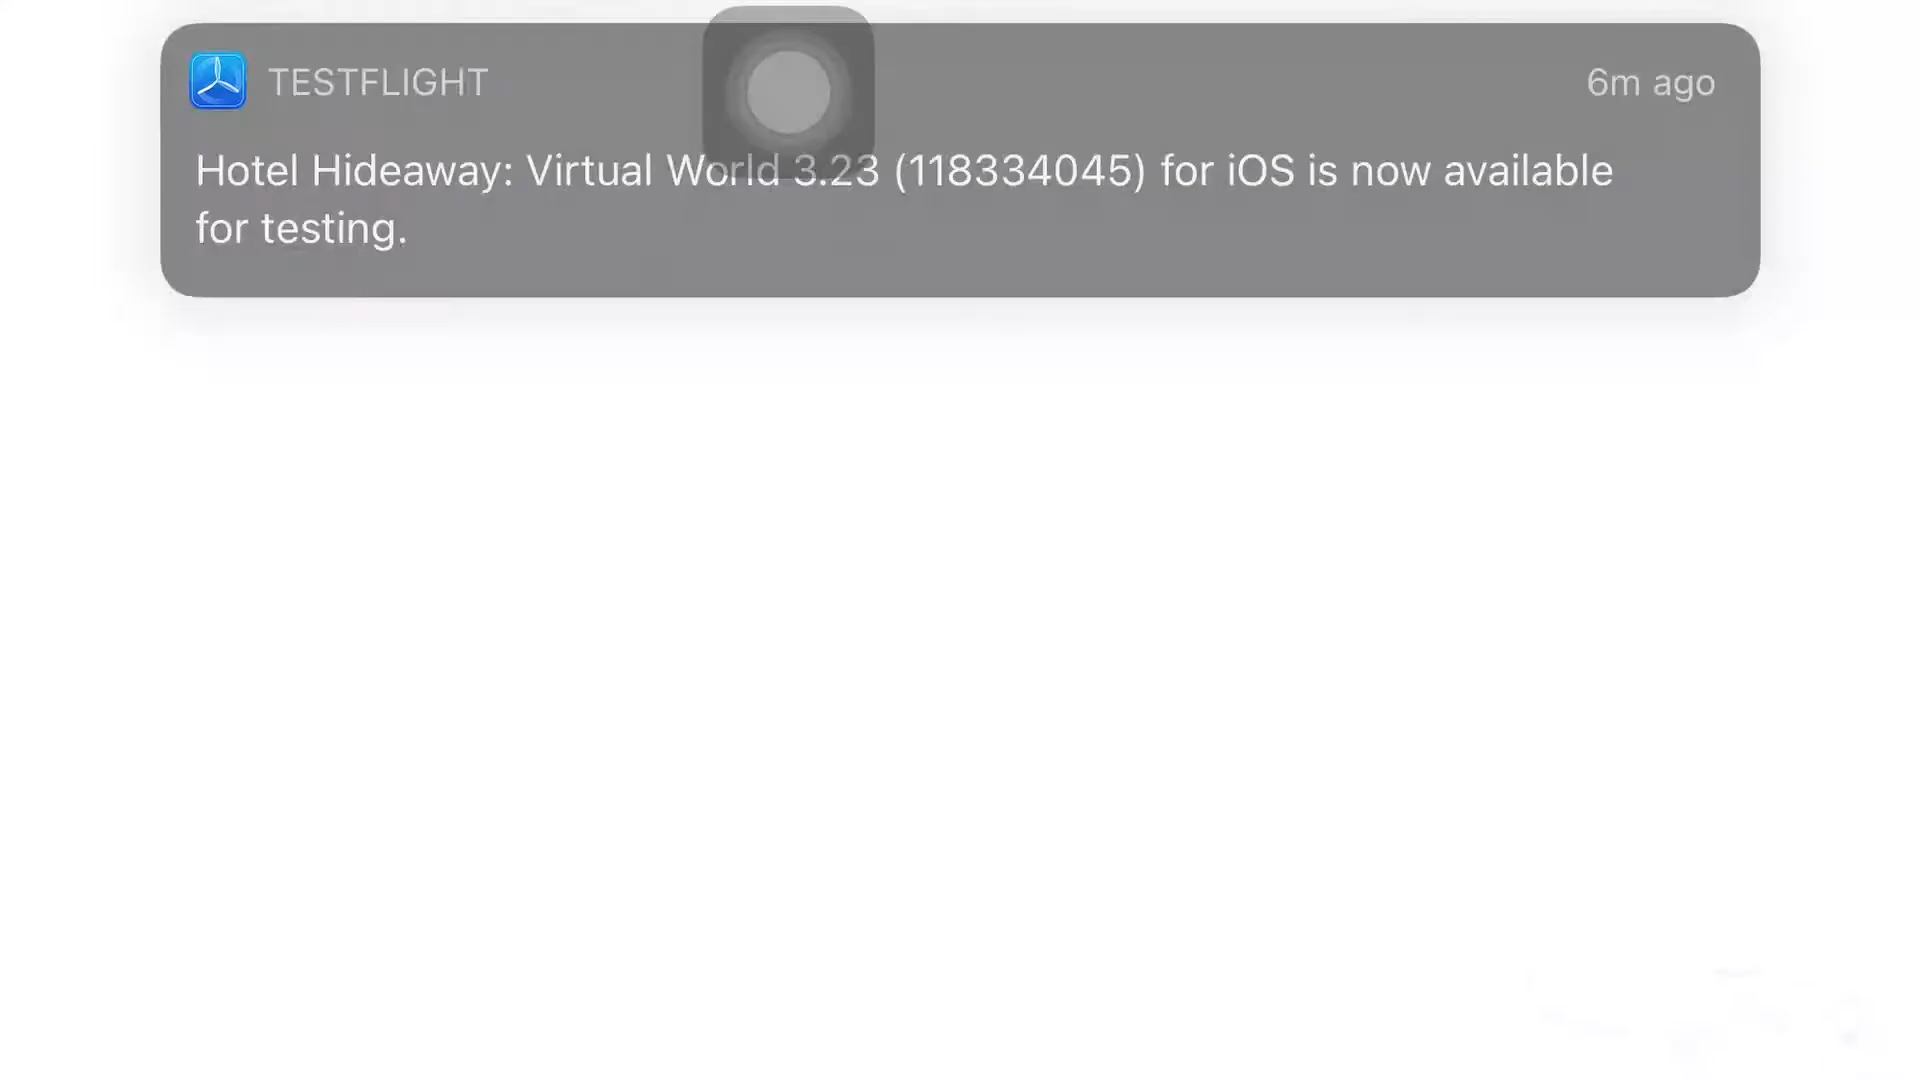 TESTFLIGHT
6m ago
Hotel Hideaway: Virtual World 3.23 (118334045) for iOS is now available
for testing.